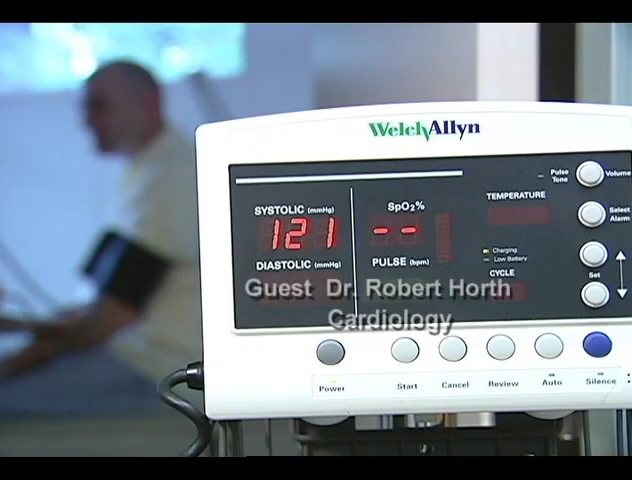 WelchAllyn
Pulse
Tone
Volume
SYSTOLIC (mmHg)
SpO2%
TEMPERATURE
121
--
Select
Alarm
DIASTOLIC (mmHg)
PULSE (bpm)
Charging
Low Battery
CYCLE
Set
Guest Dr. Robert Horth
Cardiology
Power
Start
Cancel
Review
Auto
Silence